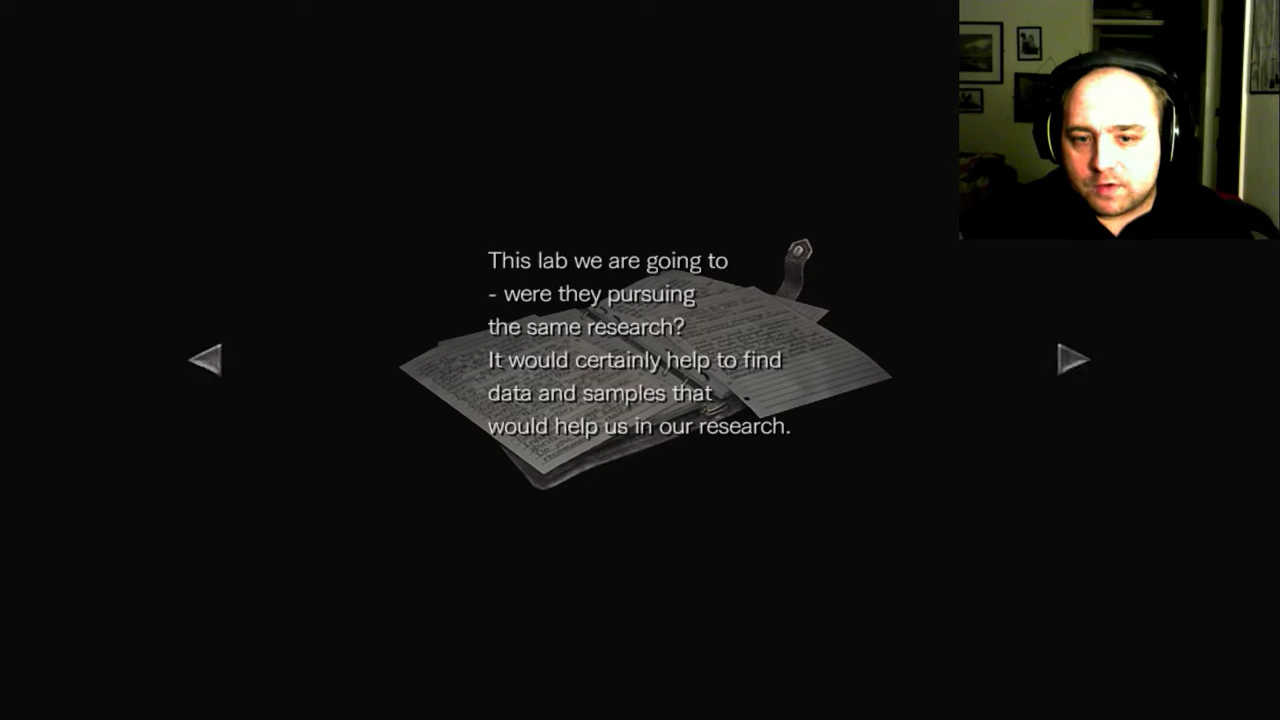 This lab we are going to
- were they pursuing
the same research?
It would certainly help to find
data and samples that
would help us in our research.